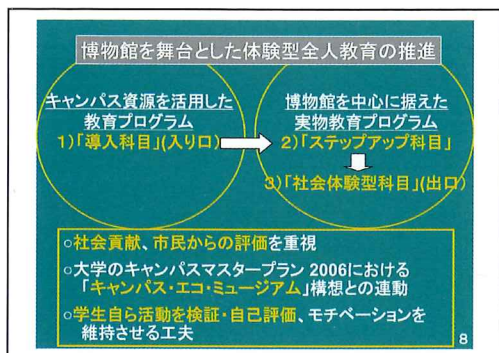 博物館を舞台とした体験型全人教育の推進
キャンパス資源を活用した
教育プログラム
1)「導入科目」(入り口)
博物館を中心に据えた
実物教育プログラム
2)「ステップアップ科目」
3)「社会体験型科目」(出口)
○社会貢献、市民からの評価を重視
○大学のキャンパスマスタープラン 2006における
「キャンパス・エコ・ミュージアム」構想との連動
○学生自ら活動を検証・自己評価、モチベーションを
維持させる工夫
8